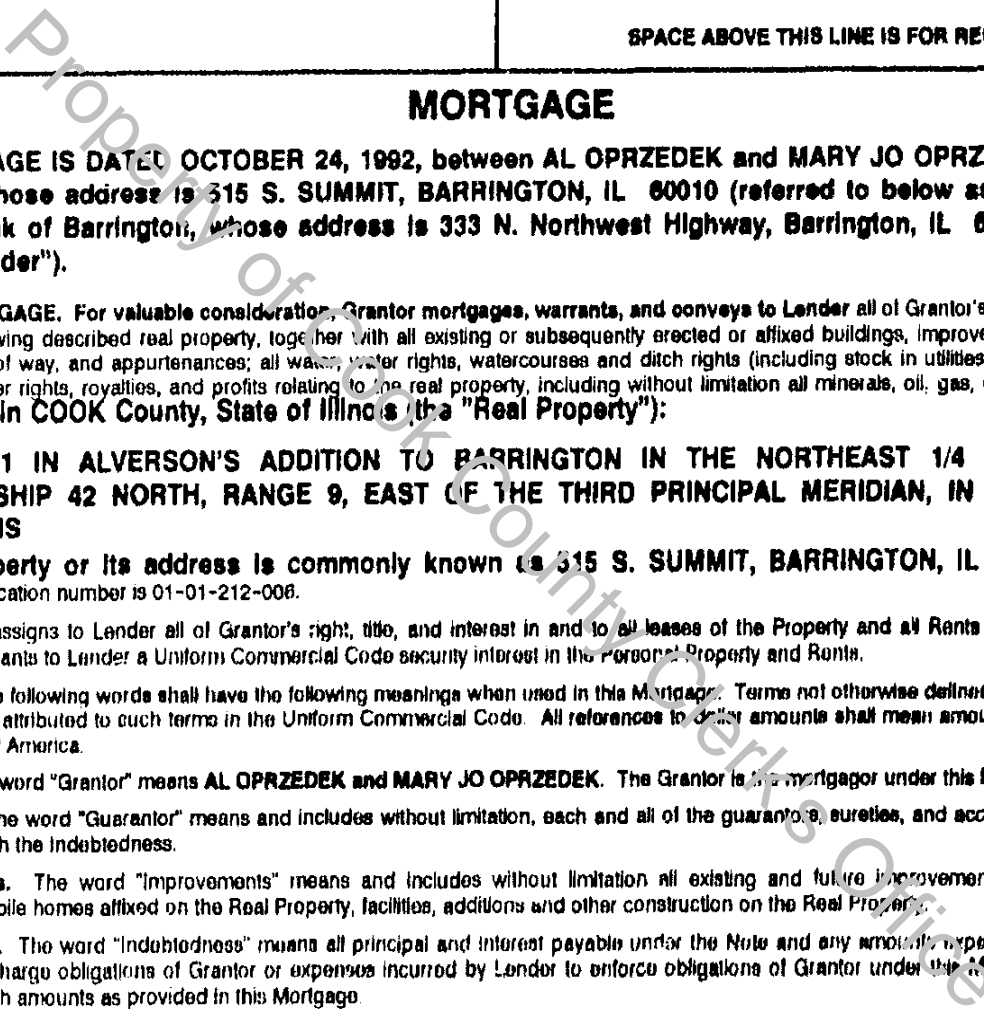 SPACE ABOVE THIS LINE IS FOR RE
MORTGAGE
AGE IS DATED OCTOBER 24, 1992, between AL OPRZEDEK and MARY JO OPRZ
hose address is 315 S. SUMMIT, BARRINGTON, IL 60010 (referred to below as
k of Barrington, whose address is 333 N. Northwest Highway, Barrington, IL 6
der").
GAGE. For valuable consideration, Grantor mortgages, warrants, and conveys to Lender all of Grantor's
ving described real property, together with all existing or subsequently erected or affixed buildings, improve
of way, and appurtenances; all water, water rights, watercourses and ditch rights (including stock in utilities
er rights, royalties, and profits relating to the real property, including without limitation all minerals, oil, gas,
in COOK County, State of Illinois (the "Real Property"):
1 IN ALVERSON'S ADDITION TO BARRINGTON IN THE NORTHEAST 1/4
SHIP 42 NORTH, RANGE 9, EAST OF THE THIRD PRINCIPAL MERIDIAN, IN
IS
perty or its address is commonly known as 315 S. SUMMIT, BARRINGTON, IL
cation number is 01-01-212-006.
assigns to Lender all of Grantor's right, title, and interest in and to all leases of the Property and all Rents
ants to Lender a Uniform Commercial Code security interest in the Personal Property and Rents.
following words shall have the following meanings when used in this Mortgage. Terms not otherwise define
attributed to such terms in the Uniform Commercial Code. All references to dollar amounts shall mean amou
America.
word "Grantor" means AL OPRZEDEK and MARY JO OPRZEDEK. The Grantor is the mortgagor under this
he word "Guarantor" means and includes without limitation, each and all of the guarantors, sureties, and acc
h the Indebtedness.
s. The word "Improvements" means and includes without limitation all existing and future improvemen
bile homes affixed on the Real Property, facilities, additions and other construction on the Real Property.
. The word "Indebtedness" means all principal and interest payable under the Note and any amounts expe
harge obligations of Grantor or expenses incurred by Lender to enforce obligations of Grantor under this M
h amounts as provided in this Mortgage.
Property of Cook County Clerk's Office